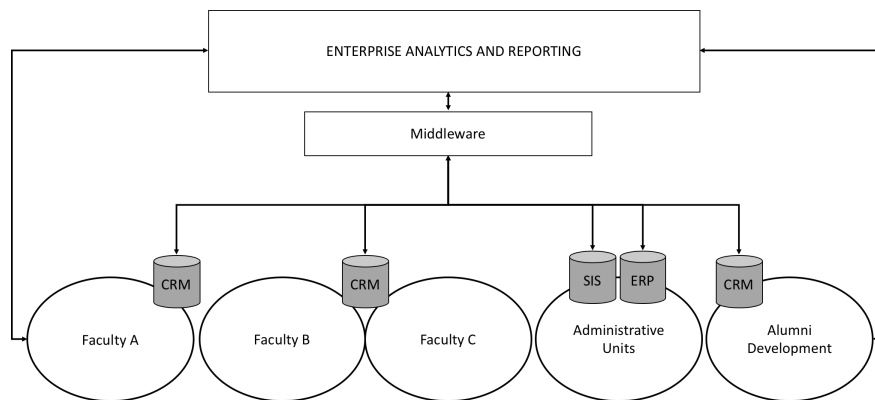 ENTERPRISE ANALYTICS AND REPORTING
Middleware
CRM
CRM
SIS
ERP
CRM
Faculty A
Faculty B
Faculty C
Administrative
Units
Alumni
Development